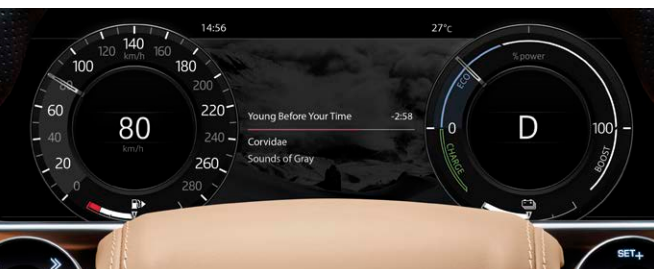 14:56
27°c
0
20
40
60
80
100
120
140
160
180
200
220
240
260
280
km/h
80
km/h
Young Before Your Time -2:58
Corvidae
Sounds of Gray
% power
ECO
0
CHARGE
D
100
BOOST
SET+